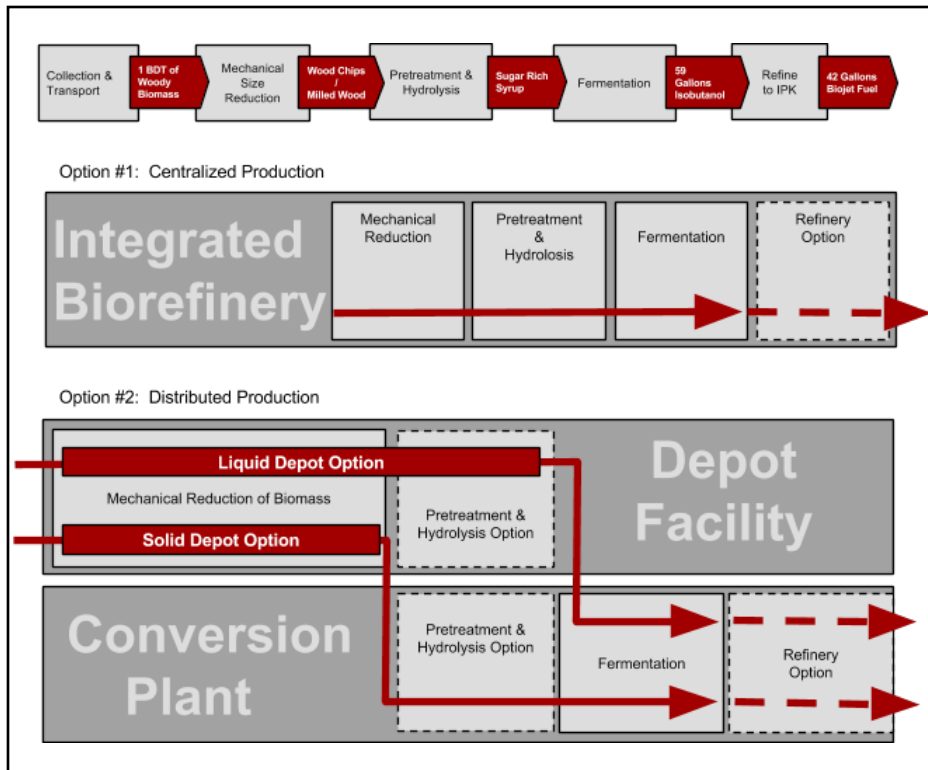 Collection &
Transport
1 BDT of
Woody
Biomass
Mechanical
Size
Reduction
Wood Chips
/
Milled Wood
Pretreatment &
Hydrolysis
Sugar Rich
Syrup
Fermentation
59
Gallons
Isobutanol
Refine
to IPK
42 Gallons
Biojet Fuel
Option #1:  Centralized Production
Integrated
Biorefinery
Mechanical
Reduction
Pretreatment
&
Hydrolosis
Fermentation
Refinery
Option
Option #2:  Distributed Production
Liquid Depot Option
Mechanical Reduction of Biomass
Solid Depot Option
Pretreatment &
Hydrolysis Option
Depot
Facility
Conversion
Plant
Pretreatment &
Hydrolysis Option
Fermentation
Refinery
Option